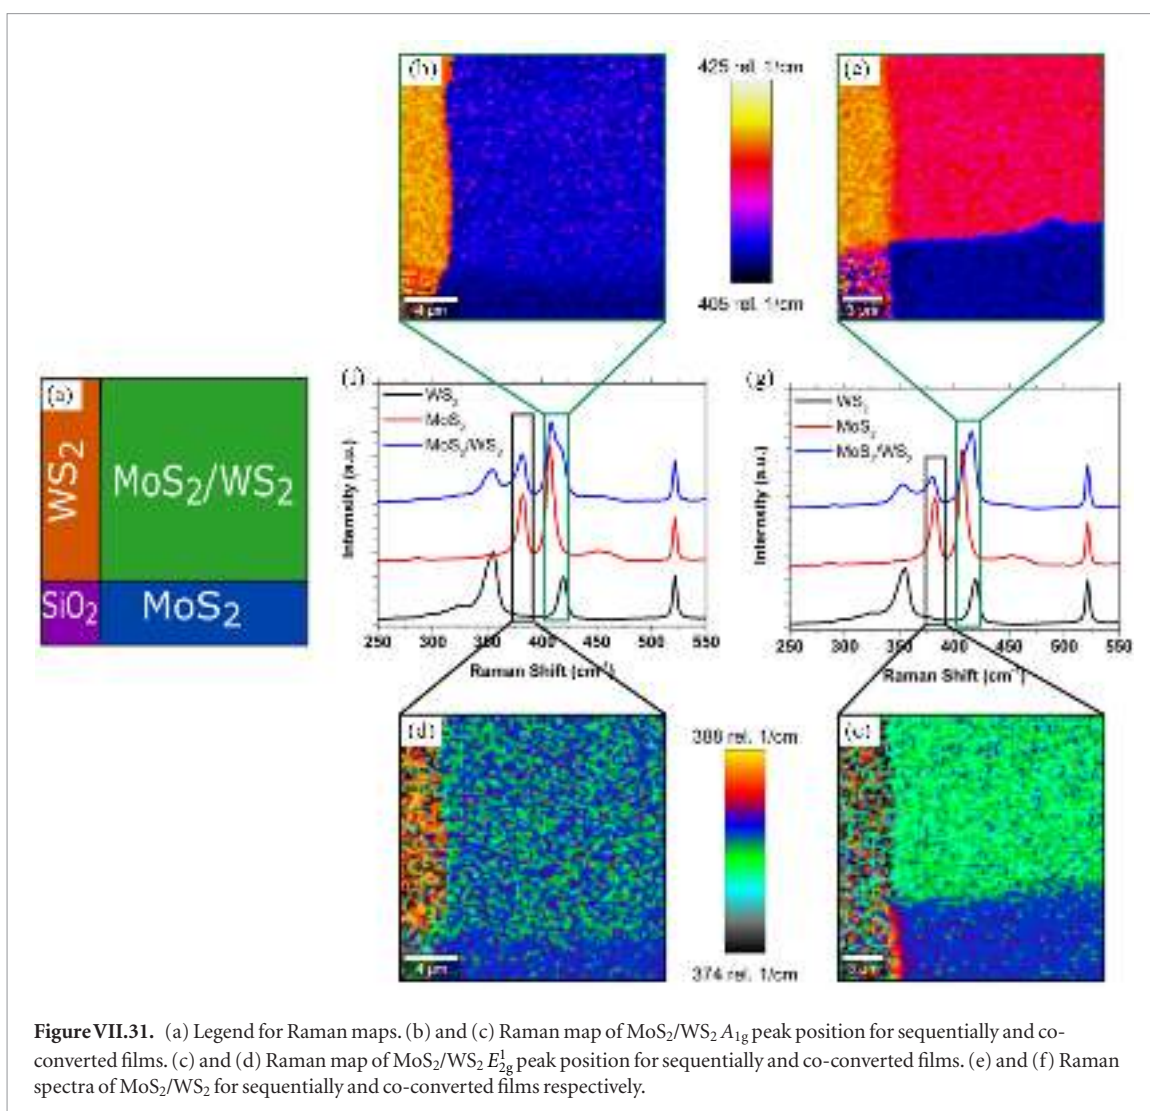 (b)
425 rel. 1/cm
405 rel. 1/cm
4 μm
(a)
WS2
MoS2/WS2
SiO2
MoS2
WS2
MoS2
MoS2/WS2
Intensity (a.u.)
250 300 350 400 450 500 550
Raman Shift (cm-1)
(g)
WS2
MoS2
MoS2/WS2
Intensity (a.u.)
250 300 350 400 450 500 550
Raman Shift (cm-1)
(d)
388 rel. 1/cm
374 rel. 1/cm
4 μm
Figure VII.31. (a) Legend for Raman maps. (b) and (c) Raman map of MoS2/WS2 A1g peak position for sequentially and co-
converted films. (c) and (d) Raman map of MoS2/WS2 E12g peak position for sequentially and co-converted films. (e) and (f) Raman
spectra of MoS2/WS2 for sequentially and co-converted films respectively.